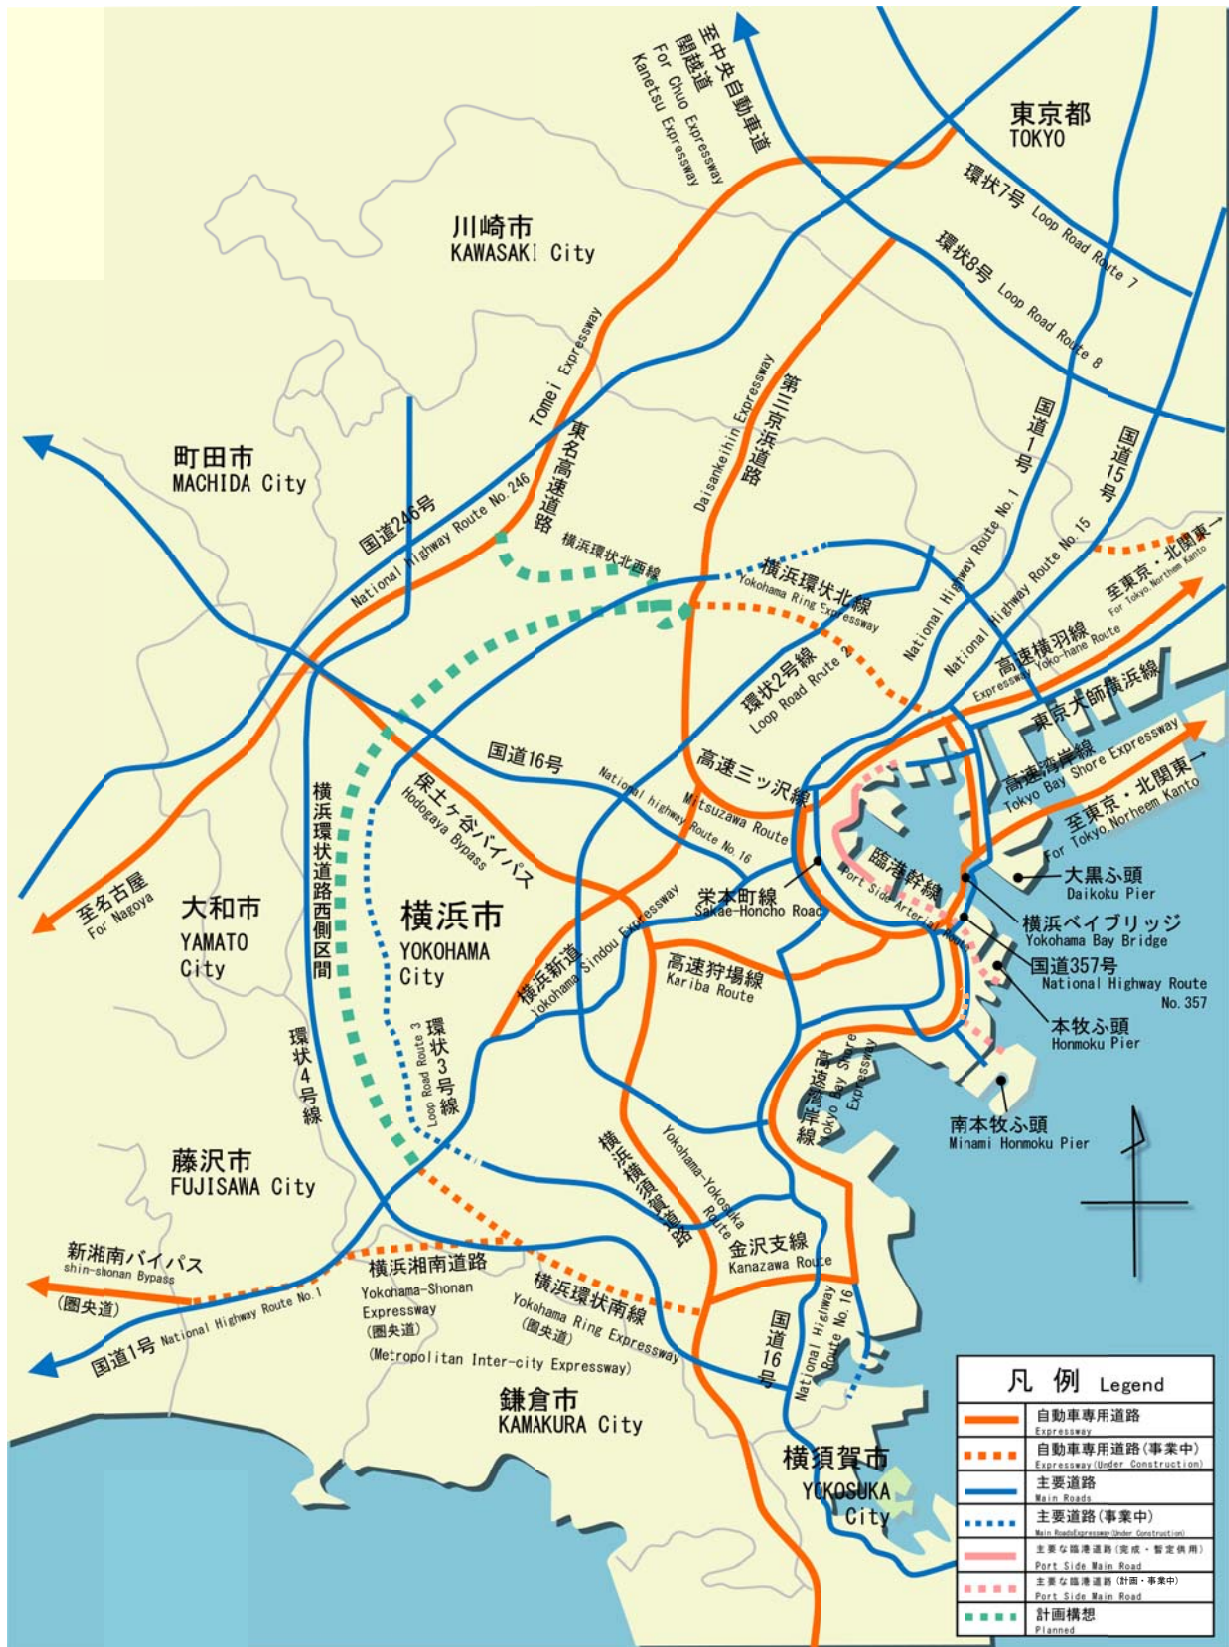 至中央自動車道
関越道
For Chuo Expressway
Kanetsu Expressway
東京都
TOKYO
環状7号 Loop Road Route 7
川崎市
KAWASAKI City
環状8号 Loop Road Route 8
Tomei Expressway
東名高速道路
Daisankeihin Expressway
第三京浜道路
国道1号
国道15号
町田市
MACHIDA City
国道246号
National highway Route No.246
横浜環状北西線
横浜環状北線
Yokohama Ring Expressway
National Highway Route No.1
National Highway Route No.15
至東京・北関東→
For Tokyo.Northem Kanto
高速横羽線
Expressway Yoko-hane Route
環状2号線
Loop Road Route 2
東京大師横浜線
高速湾岸線
Tokyo Bay Shore Expressway
至東京・北関東→
For Tokyo.Norheem Kanto
国道16号
National highway Route No.16
高速三ッ沢線
Mitsuzawa Route
保土ヶ谷バイパス
Hodogaya Bypass
横浜環状道路西側区間
至名古屋
For Nagoya
大和市
YAMATO
City
横浜市
YOKOHAMA
City
栄本町線
Sakae-Honcho Road
臨港幹線
Port Side Arterial Route
大黒ふ頭
Daikoku Pier
横浜ベイブリッジ
Yokohama Bay Bridge
国道357号
National Highway Route
No.357
本牧ふ頭
Honmoku Pier
南本牧ふ頭
Minami Honmoku Pier
横浜新道
Yokohama Sindou Expressway
高速狩場線
Kariba Route
環状4号線
Loop Road Route 3
環状3号線
Tokyo Bay Shore
Expressway
藤沢市
FUJISAWA City
横浜横須賀道路
Yokohama-Yokosuka
Route
金沢支線
Kanazawa Route
新湘南バイパス
shin-shonan Bypass
(圏央道)
国道1号 National Highway Route No.1
横浜湘南道路
Yokohama-Shonan
Expressway
(圏央道)
(Metropolitan Inter-city Expressway)
横浜環状南線
Yokohama Ring Expressway
(圏央道)
国道16号
National Highway
Route No.16
鎌倉市
KAMAKURA City
横須賀市
YOKOSUKA
City
凡 例 Legend
自動車専用道路
Expressway
自動車専用道路(事業中)
Expressway(Under Construction)
主要道路
Main Roads
主要道路(事業中)
Main RoadsExpressway(Under Construction)
主要な臨港道路(完成・暫定供用)
Port Side Main Road
主要な臨港道路(計画・事業中)
Port Side Main Road
計画構想
Planned